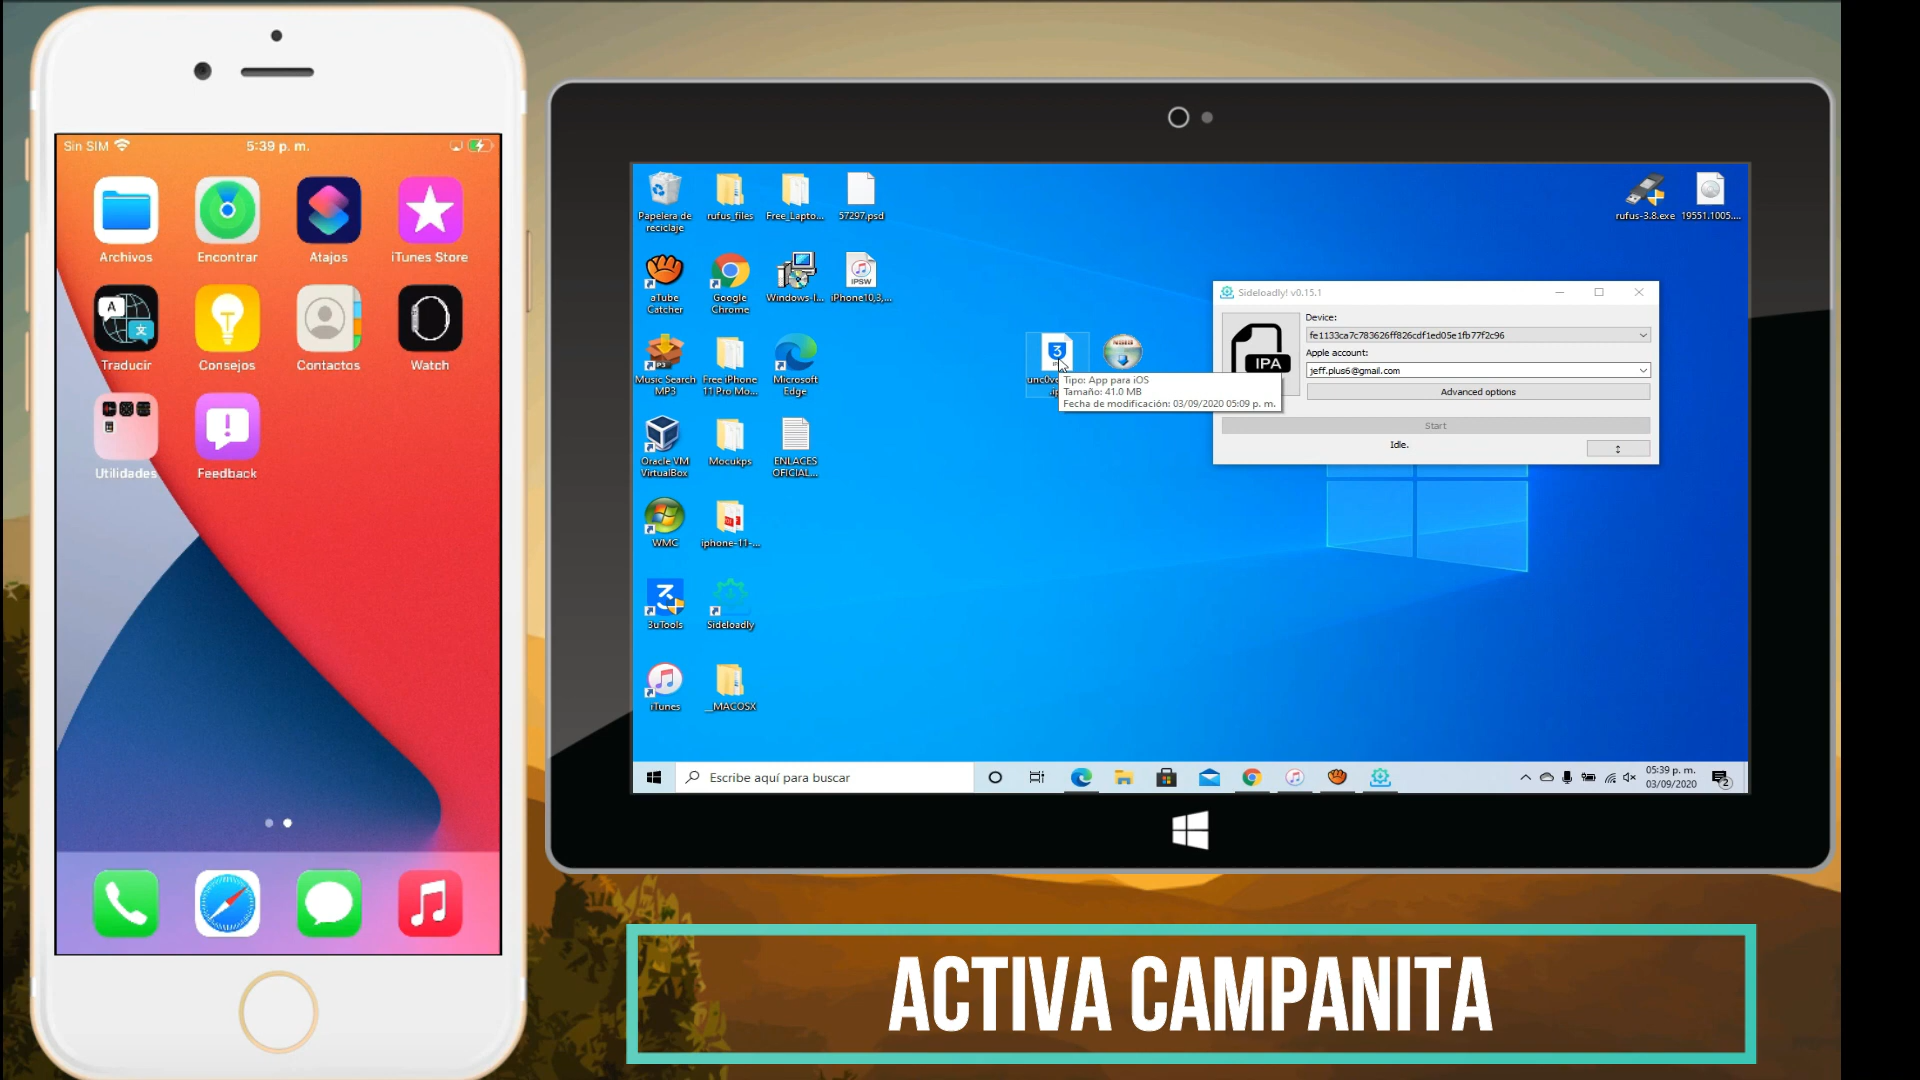 Sin SIM
5:39 p. m.
Archivos
Encontrar
Atajos
iTunes Store
Traducir
Consejos
Contactos
Watch
Utilidades
Feedback
Papelera de
reciclaje
rufus_files
Free_Lapto...
57297.psd
rufus-3.8.exe
19551.1005....
aTube
Catcher
Google
Chrome
Windows-I...
IPSW
iPhone10,3,...
Music Search
MP3
Free iPhone
11 Pro Mo...
Microsoft
Edge
Oracle VM
VirtualBox
Mocukps
ENLACES
OFICIAL...
WMC
iphone-11-...
3uTools
Sideloadly
iTunes
__MACOSX
Tipo: App para iOS
Tamaño: 41.0 MB
Fecha de modificación: 03/09/2020 05:09 p. m.
Sideloadly! v0.15.1
IPA
Device:
fe1133ca7c783626ff826cdf1ed05e1fb77f2c96
Apple account:
jeff.plus6@gmail.com
Advanced options
Start
Idle.
Escribe aquí para buscar
05:39 p. m.
03/09/2020
2
ACTIVA CAMPANITA